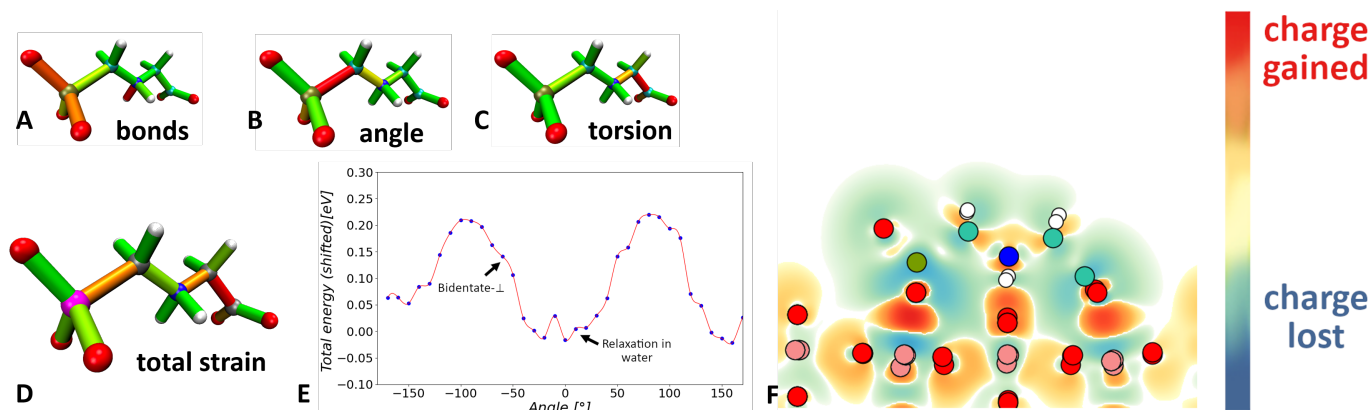 A
bonds
B
angle
C
torsion
D
total strain
E
Total energy (shifted)[eV]
0.30
0.25
0.20
0.15
0.10
0.05
0.00
−0.05
−0.10
Bidentate-⊥
Relaxation in
water
−150
−100
−50
0
50
100
150
Angle [°]
F
charge
gained
charge
lost